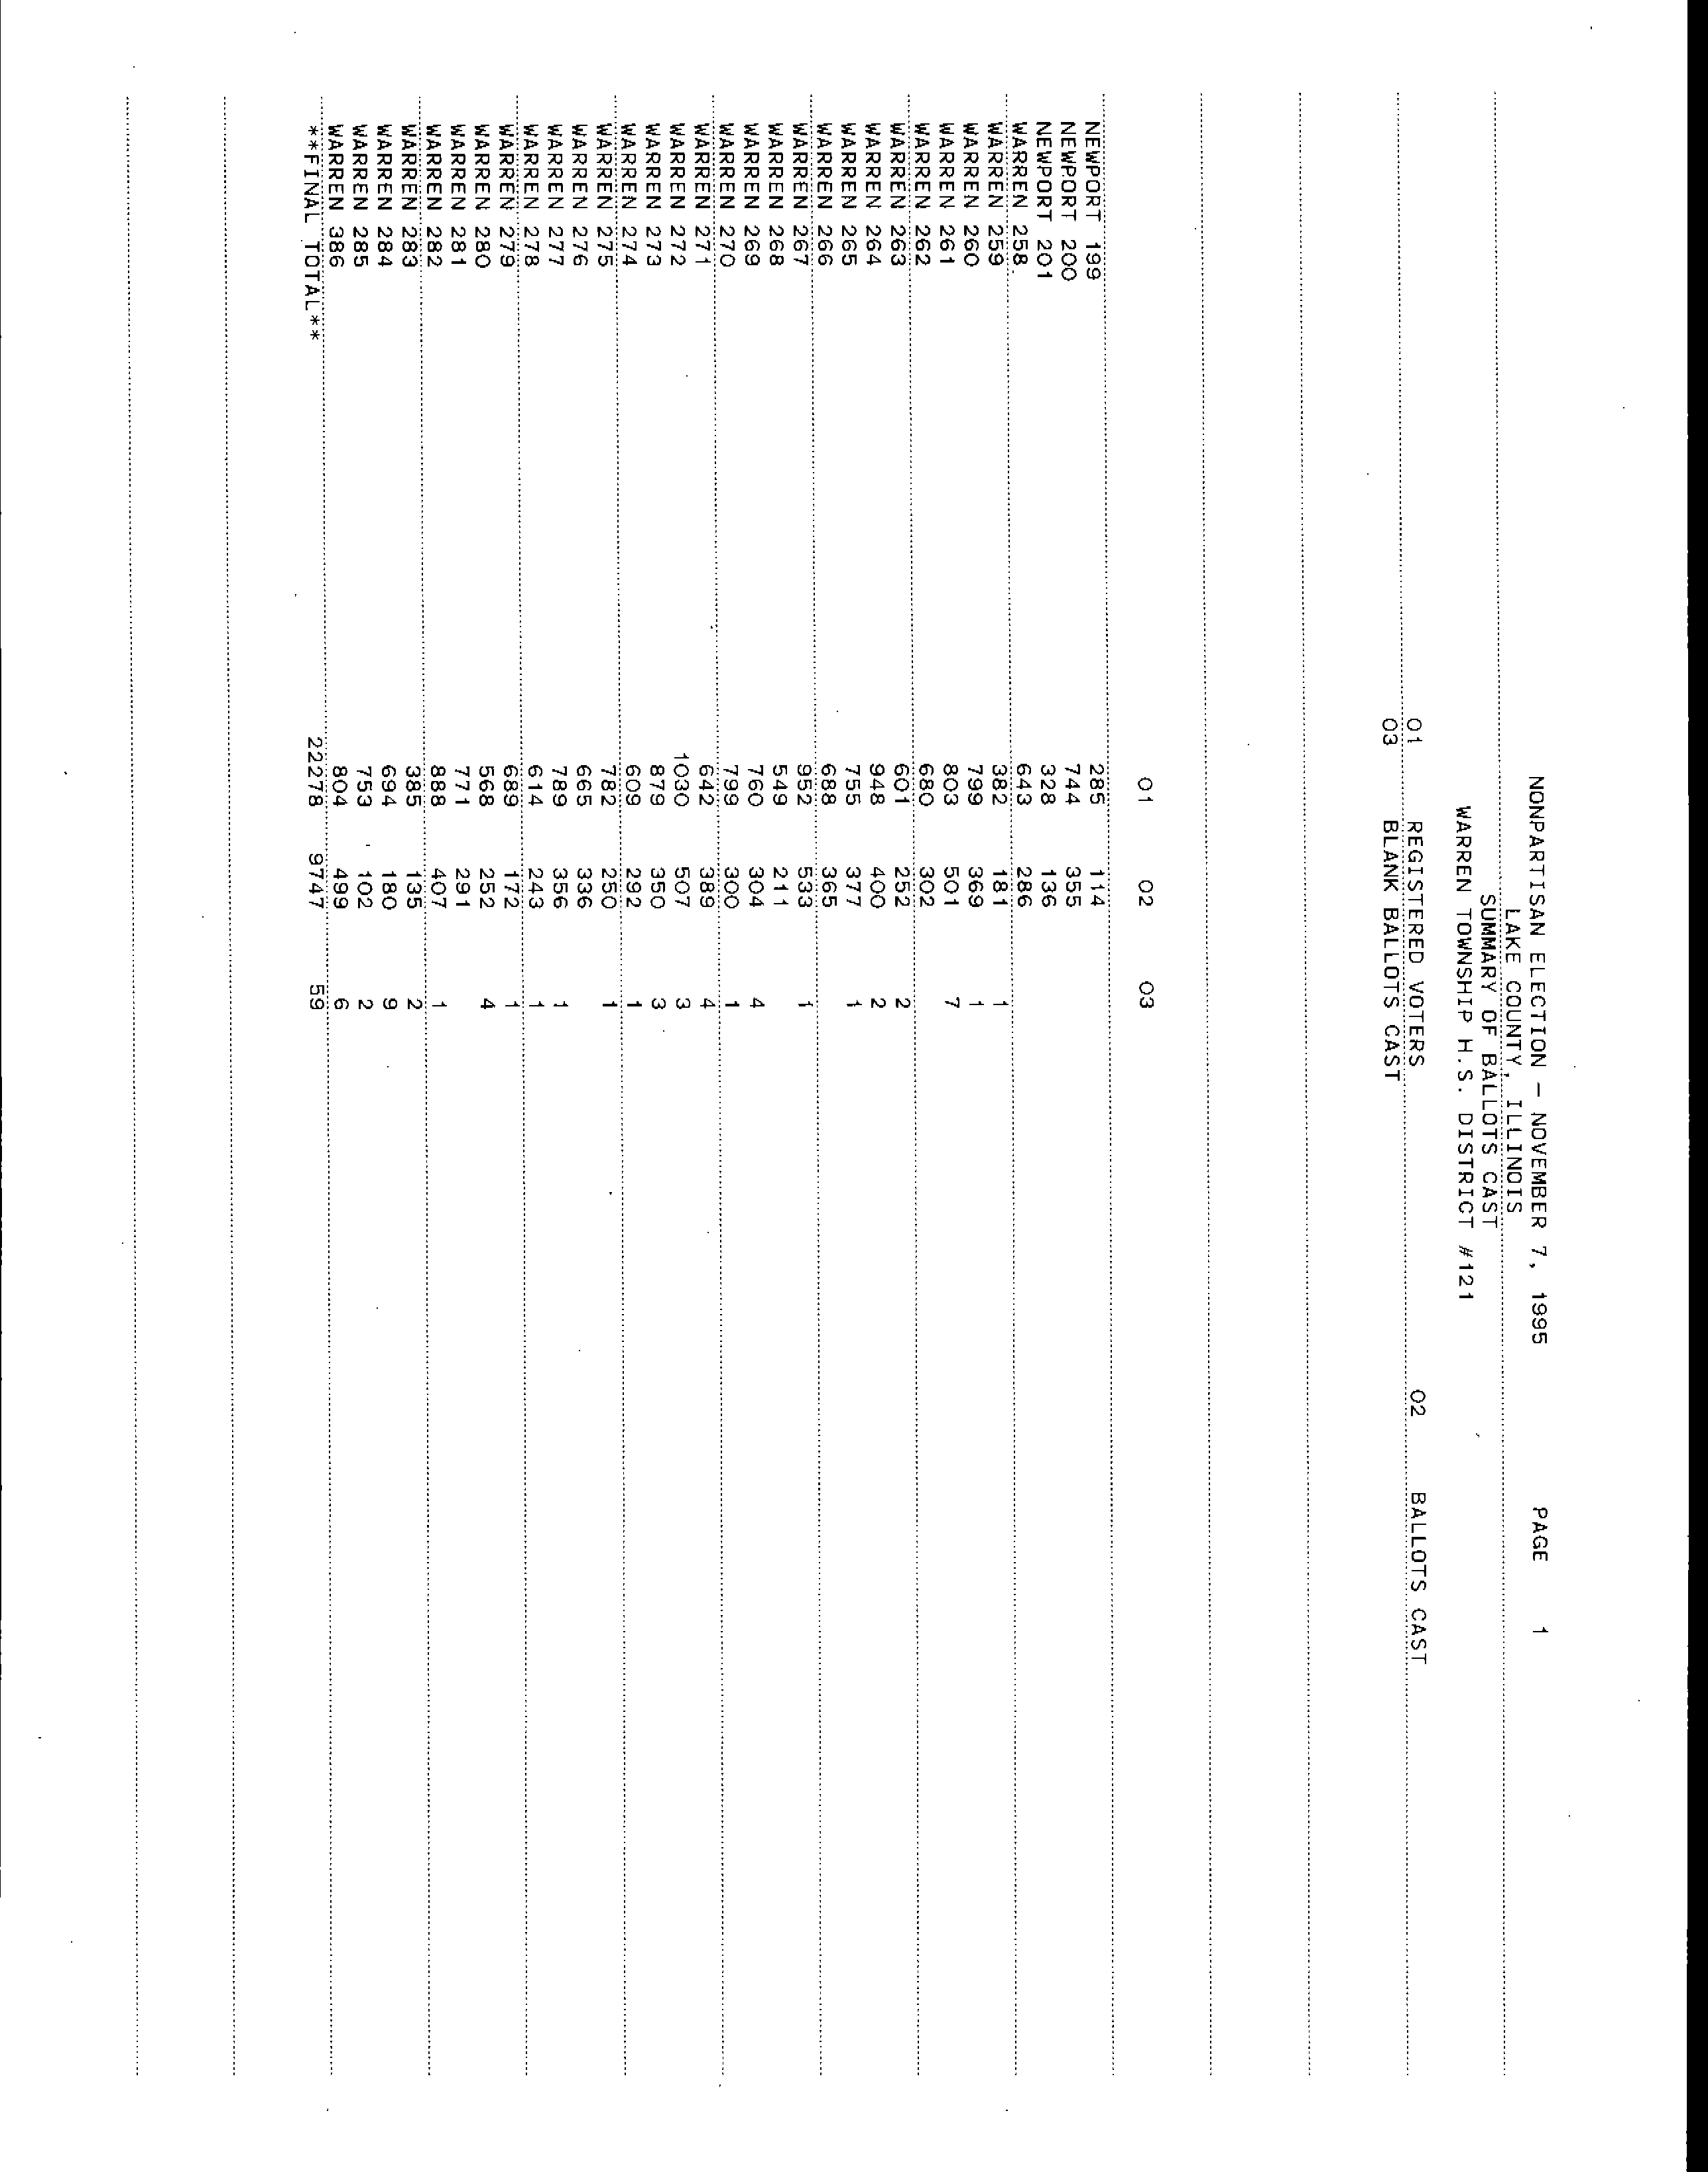 NONPARTISAN ELECTION - NOVEMBER 7, 1995 PAGE 1
LAKE COUNTY, ILLINOIS
SUMMARY OF BALLOTS CAST
WARREN TOWNSHIP H.S. DISTRICT #121
01 REGISTERED VOTERS 02 BALLOTS CAST
03 BLANK BALLOTS CAST
01 02 03
NEWPORT 199 285 114
NEWPORT 200 744 355
NEWPORT 201 328 136
WARREN 258 643 286
WARREN 259 382 181 1
WARREN 260 799 369 1
WARREN 261 803 501 7
WARREN 262 680 302
WARREN 263 601 252 2
WARREN 264 948 400 2
WARREN 265 755 377 1
WARREN 266 688 365
WARREN 267 952 533 1
WARREN 268 549 211
WARREN 269 760 304 4
WARREN 270 799 300 1
WARREN 271 642 389 4
WARREN 272 1030 507 3
WARREN 273 879 350 3
WARREN 274 609 292 1
WARREN 275 782 250 1
WARREN 276 665 336
WARREN 277 789 356 1
WARREN 278 614 243 1
WARREN 279 689 172 1
WARREN 280 568 252 4
WARREN 281 771 291
WARREN 282 888 407 1
WARREN 283 385 135 2
WARREN 284 694 180 9
WARREN 285 753 102 2
WARREN 386 804 499 6
**FINAL TOTAL** 22278 9747 59